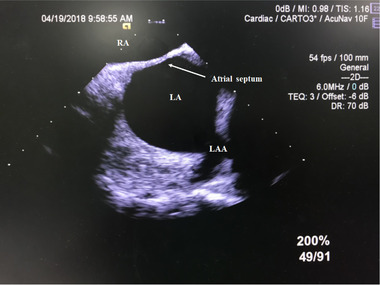 0dB / MI: 0.98 / TIS: 1.16
04/19/2018 9:58:55 AM
Cardiac / CARTO3* / AcuNav 10F
RA
54 fps / 100 mm
Atrial septum
General
---2D---
6.0MHz / 0 dB
LA
TEQ: 3 / Offset: -6 dB
DR: 70 dB
LAA
200%
49/91